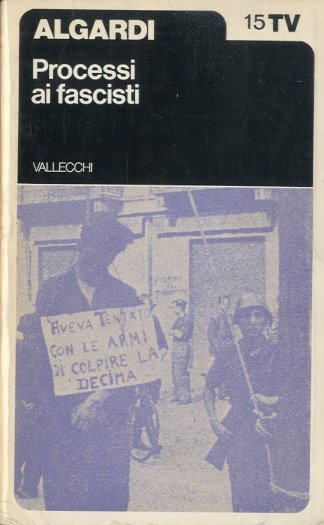 ALGARDI
15 TV
Processi
ai fascisti
VALLECCHI
AVEVA TENTATO
CON LE ARMI
DI COLPIRE LA
DECIMA